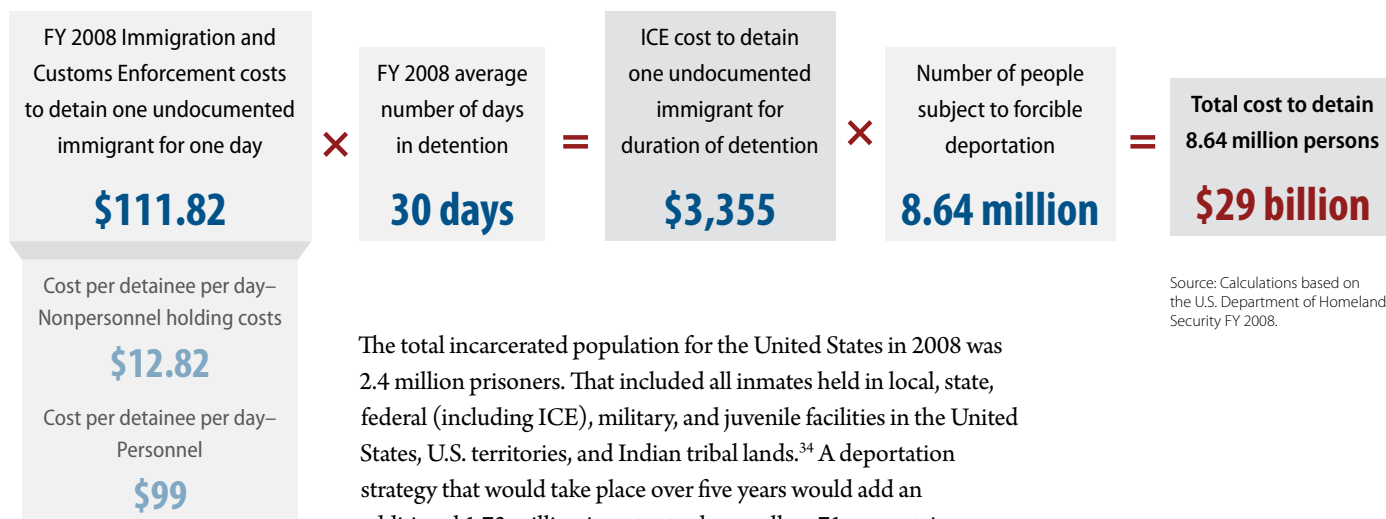 FY 2008 Immigration and
Customs Enforcement costs
to detain one undocumented
immigrant for one day
$111.82
×
FY 2008 average
number of days
in detention
30 days
=
ICE cost to detain
one undocumented
immigrant for
duration of detention
$3,355
×
Number of people
subject to forcible
deportation
8.64 million
=
Total cost to detain
8.64 million persons
$29 billion
Cost per detainee per day–
Nonpersonnel holding costs
$12.82
Cost per detainee per day–
Personnel
$99
Source: Calculations based on
the U.S. Department of Homeland
Security FY 2008.
The total incarcerated population for the United States in 2008 was
2.4 million prisoners. That included all inmates held in local, state,
federal (including ICE), military, and juvenile facilities in the United
States, U.S. territories, and Indian tribal lands.34 A deportation
strategy that would take place over five years would add an